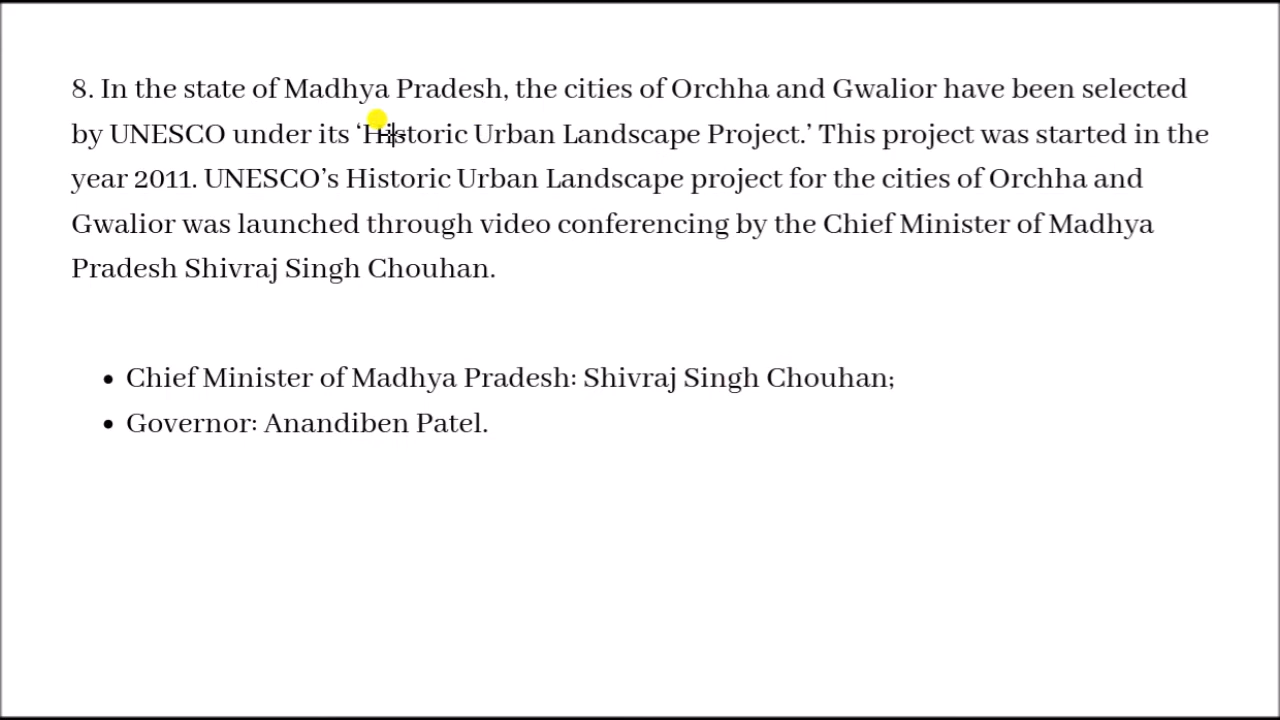 8. In the state of Madhya Pradesh, the cities of Orchha and Gwalior have been selected
by UNESCO under its ‘Historic Urban Landscape Project.’ This project was started in the
year 2011. UNESCO’s Historic Urban Landscape project for the cities of Orchha and
Gwalior was launched through video conferencing by the Chief Minister of Madhya
Pradesh Shivraj Singh Chouhan.
• Chief Minister of Madhya Pradesh: Shivraj Singh Chouhan;
• Governor: Anandiben Patel.